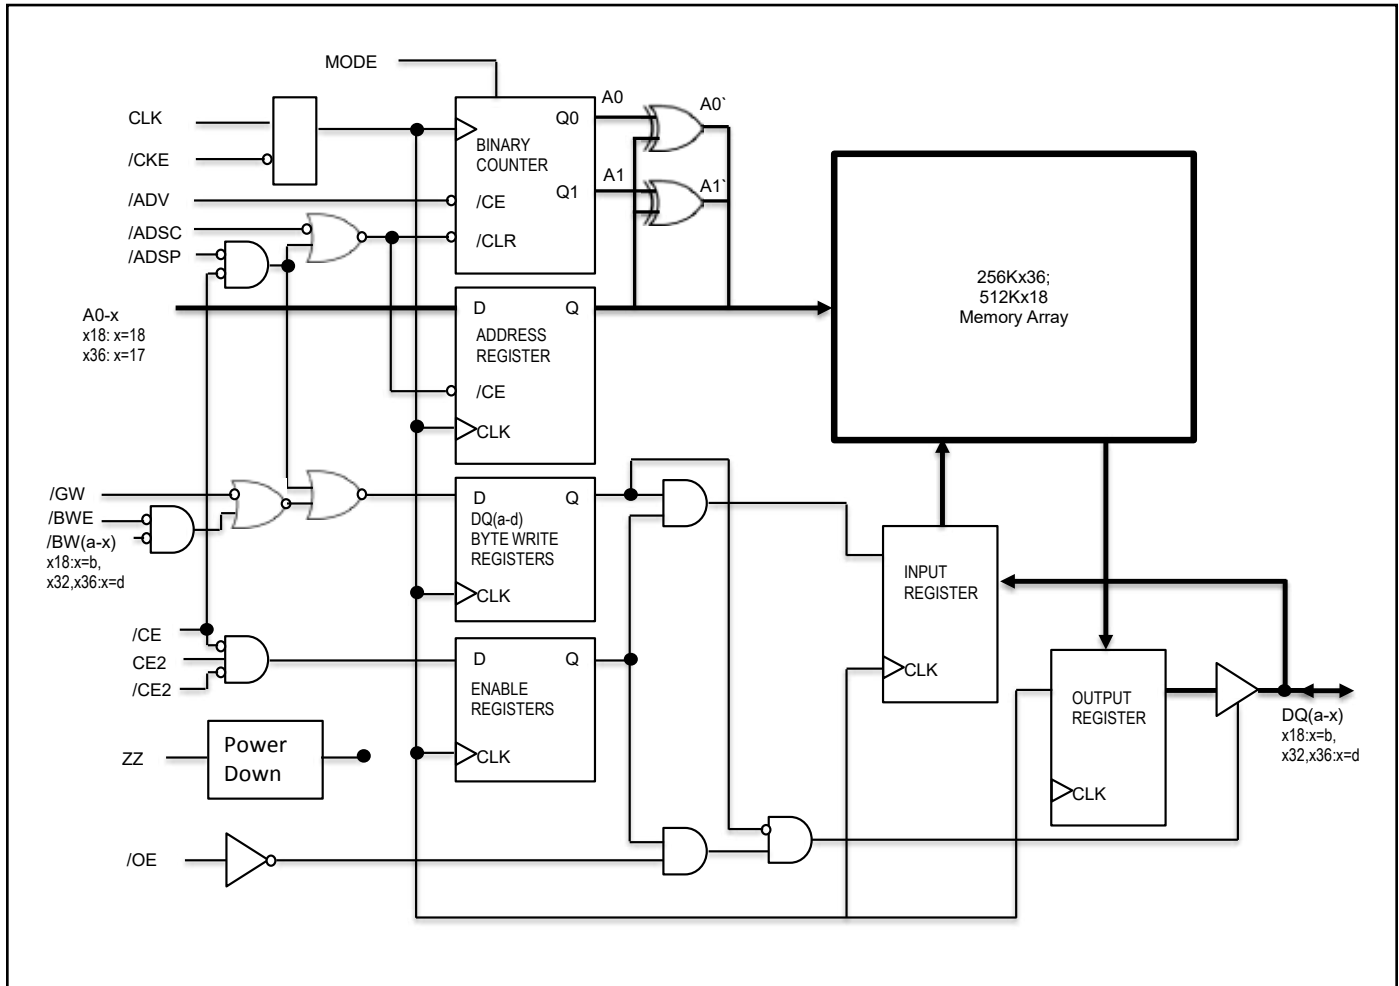 MODE
CLK
/CKE
/ADV
/ADSC
/ADSP
BINARY
COUNTER
Q0
Q1
/CE
/CLR
A0
A1
A0`
A1`
A0-x
x18: x=18
x36: x=17
D
Q
ADDRESS
REGISTER
/CE
CLK
256Kx36;
512Kx18
Memory Array
/GW
/BWE
/BW(a-x)
x18:x=b,
x32,x36:x=d
D
Q
DQ(a-d)
BYTE WRITE
REGISTERS
CLK
INPUT
REGISTER
CLK
/CE
CE2
/CE2
D
Q
ENABLE
REGISTERS
CLK
OUTPUT
REGISTER
CLK
DQ(a-x)
x18:x=b,
x32,x36:x=d
ZZ
Power
Down
/OE